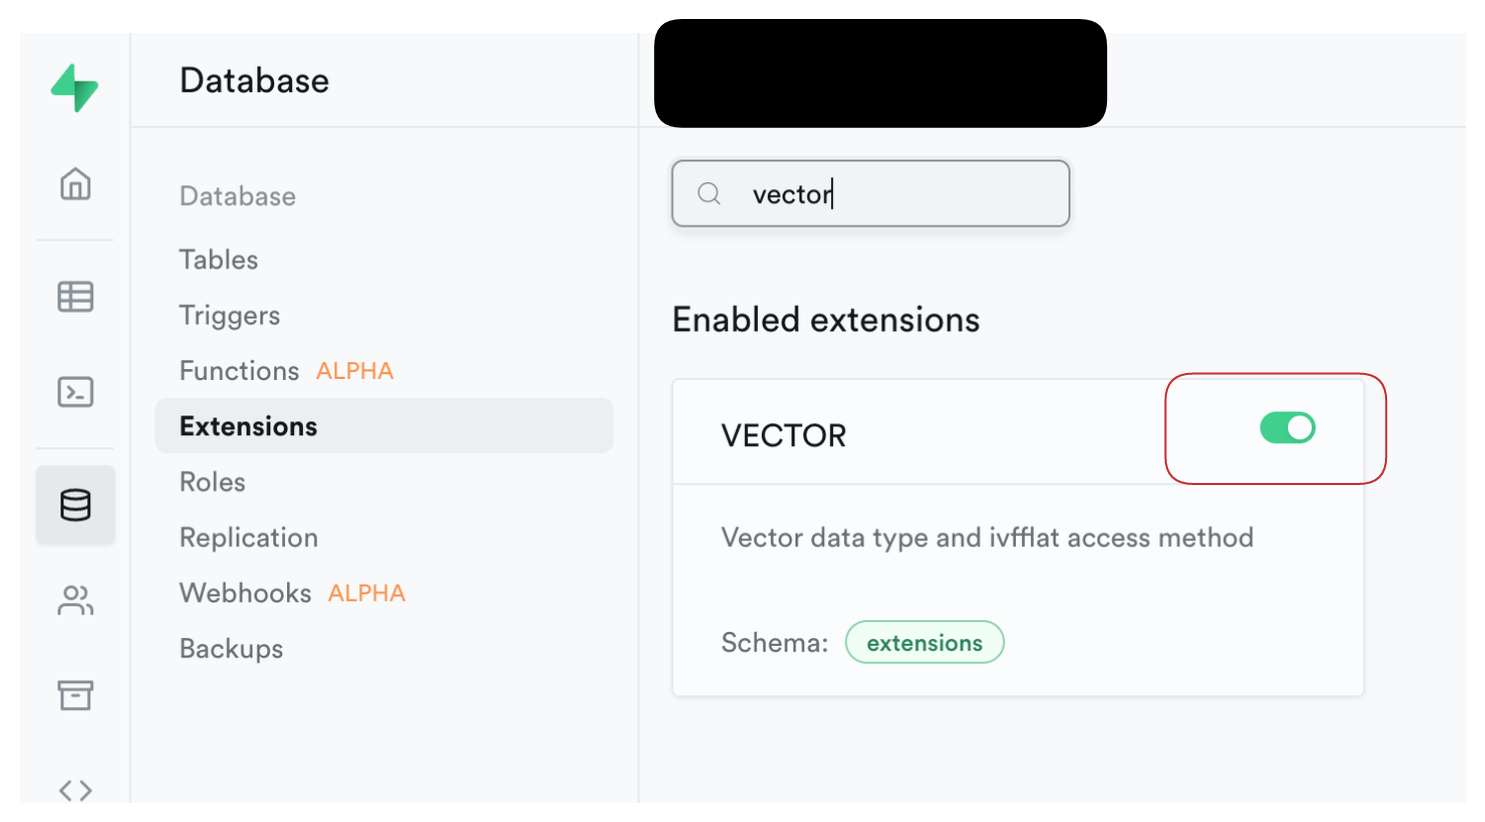 Database
Database
Tables
Triggers
Functions ALPHA
Extensions
Roles
Replication
Webhooks ALPHA
Backups
vector
Enabled extensions
VECTOR
Vector data type and ivfflat access method
Schema: extensions